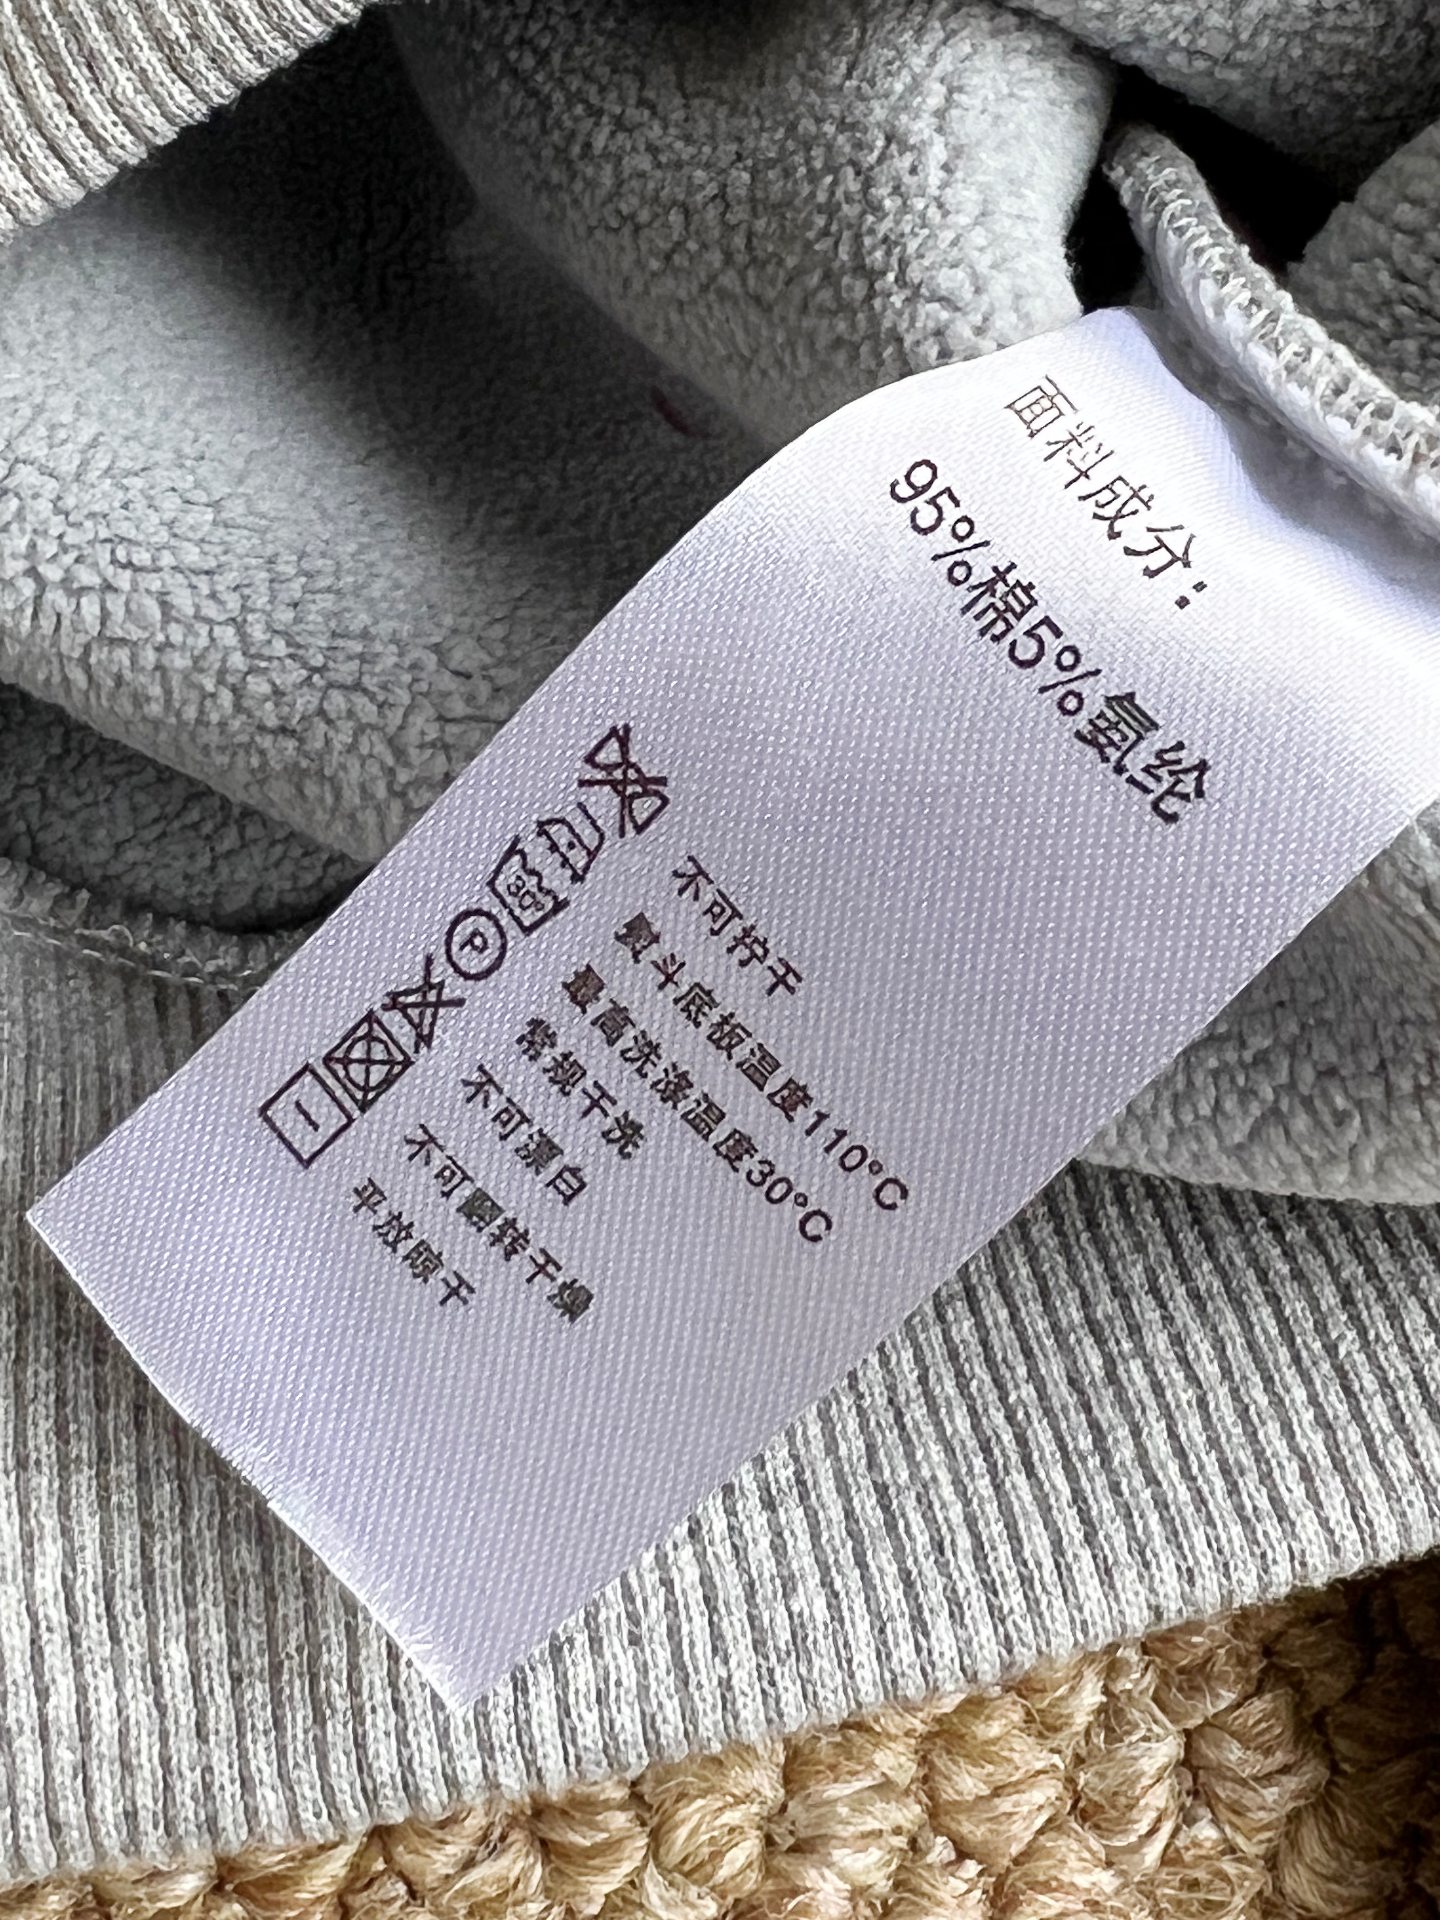 面料成分：
95%棉5%氨纶
不可拧干
熨斗底板温度110°C
最高洗涤温度30°C
30°
常规干洗
P
不可漂白
不可翻转干燥
平放晾干